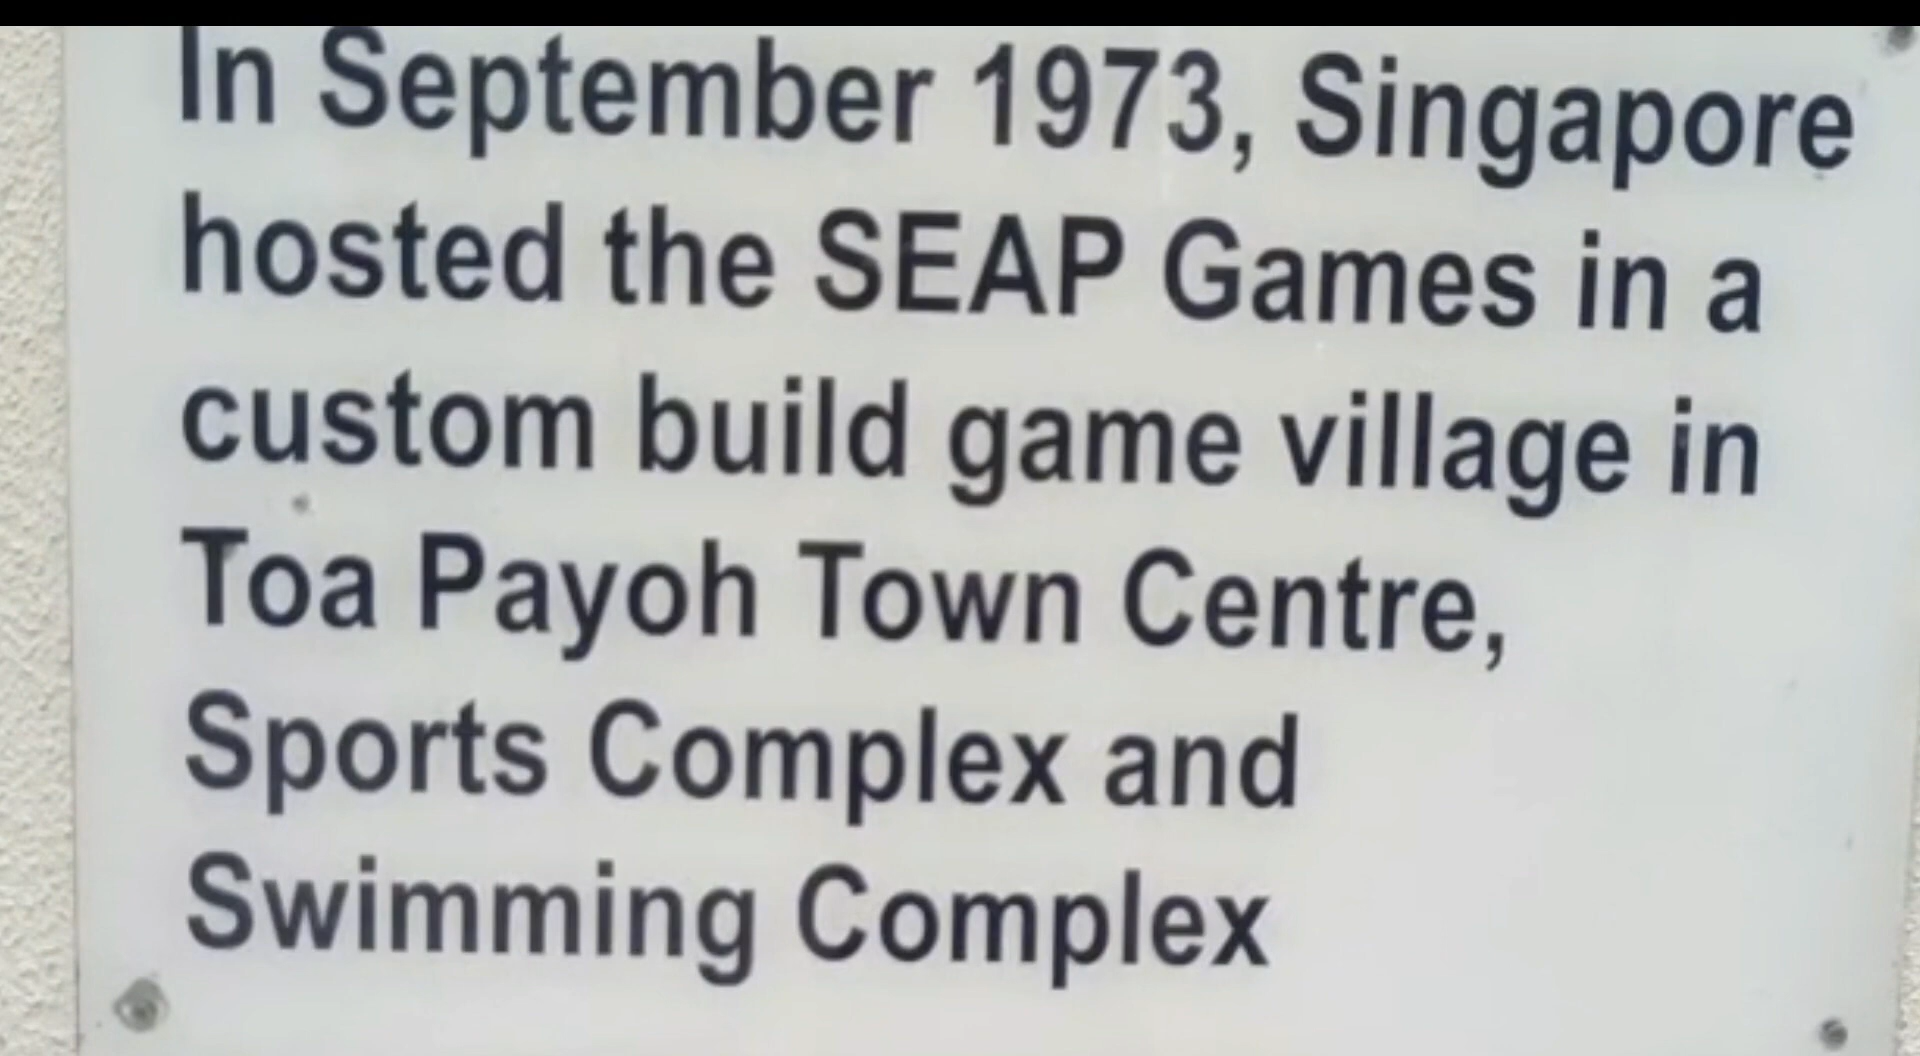 In September 1973, Singapore
hosted the SEAP Games in a
custom build game village in
Toa Payoh Town Centre,
Sports Complex and
Swimming Complex